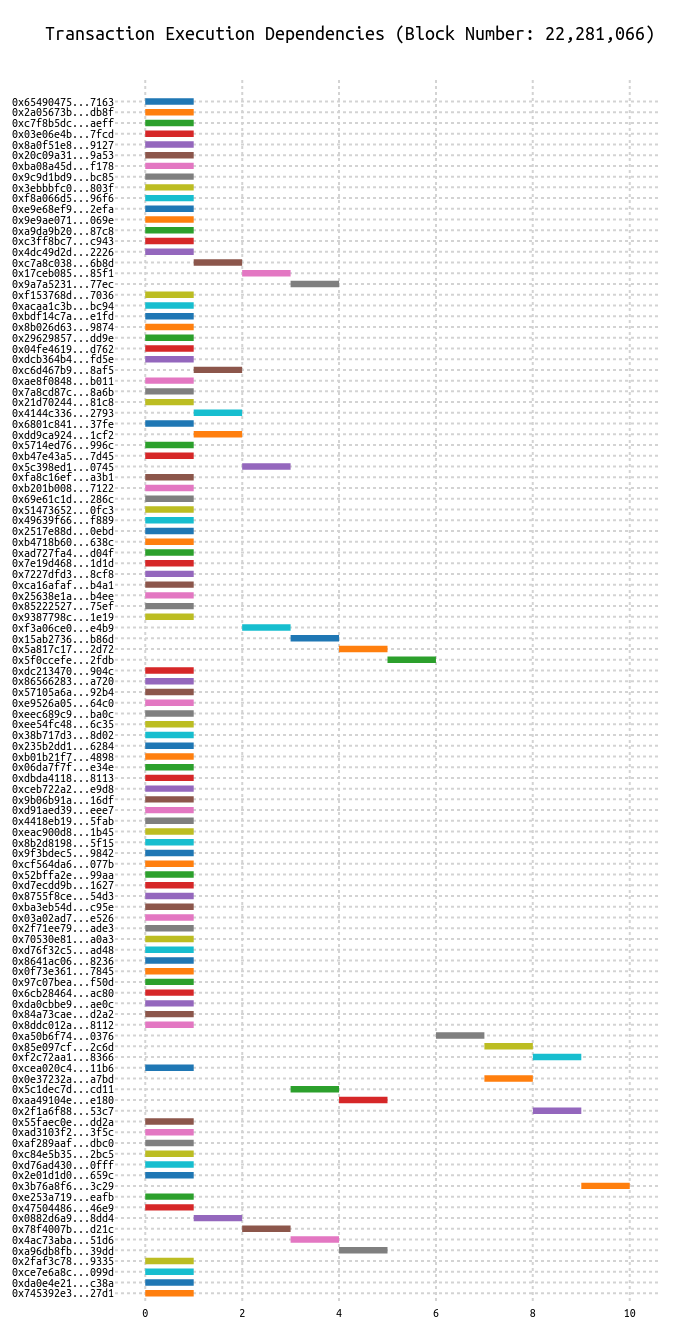 Transaction Execution Dependencies (Block Number: 22,281,066)
0x65490475...7163
0x2a05673b...db8f
0xc7f8b5dc...aeff
0x03e06e4b...7fcd
0x8a0f51e8...9127
0x20c09a31...9a53
0xba08a45d...f178
0x9c9d1bd9...bc85
0x3ebbbfc0...803f
0xf8a066d5...96f6
0xe9e68ef9...2efa
0x9e9ae071...069e
0xa9da9b20...87c8
0xc3ff8bc7...c943
0x4dc49d2d...2226
0xc7a8c038...6b8d
0x17ceb085...85f1
0x9a7a5231...77ec
0xf153768d...7036
0xacaa1c3b...bc94
0xbdf14c7a...e1fd
0x8b026d63...9874
0x29629857...dd9e
0x04fe4619...d762
0xdcb364b4...fd5e
0xc6d467b9...8af5
0xae8f0848...b011
0x7a8cd87c...8a6b
0x21d70244...81c8
0x4144c336...2793
0x6801c841...37fe
0xdd9ca924...1cf2
0x5714ed76...996c
0xb47e43a5...7d45
0x5c398ed1...0745
0xfa8c16ef...a3b1
0xb201b008...7122
0x69e61c1d...286c
0x51473652...0fc3
0x49639f66...f889
0x2517e88d...0ebd
0xb4718b60...638c
0xad727fa4...d04f
0x7e19d468...1d1d
0x7227dfd3...8cf8
0xca16afaf...b4a1
0x25638e1a...b4ee
0x85222527...75ef
0x9387798c...1e19
0xf3a06ce0...e4b9
0x15ab2736...b86d
0x5a817c17...2d72
0x5f0ccefe...2fdb
0xdc213470...904c
0x86566283...a720
0x57105a6a...92b4
0xe9526a05...64c0
0xeec689c9...ba0c
0xee54fc48...6c35
0x38b717d3...8d02
0x235b2dd1...6284
0xb01b21f7...4898
0x06da7f7f...e34e
0xdbda4118...8113
0xceb722a2...e9d8
0x9b06b91a...16df
0xd91aed39...eee7
0x4418eb19...5fab
0xeac900d8...1b45
0x8b2d8198...5f15
0x9f3bdec5...9842
0xcf564da6...077b
0x52bffa2e...99aa
0xd7ecdd9b...1627
0x8755f8ce...54d3
0xba3eb54d...c95e
0x03a02ad7...e526
0x2f71ee79...ade3
0x70530e81...a0a3
0xd76f32c5...ad48
0x8641ac06...8236
0x0f73e361...7845
0x97c07bea...f50d
0x6cb28464...ac80
0xda0cbbe9...ae0c
0x84a73cae...d2a2
0x8ddc012a...8112
0xa50b6f74...0376
0x85e097cf...2c6d
0xf2c72aa1...8366
0xcea020c4...11b6
0x0e37232a...a7bd
0x5c1dec7d...cd11
0xaa49104e...e180
0x2f1a6f88...53c7
0x55faec0e...dd2a
0xad3103f2...3f5c
0xaf289aaf...dbc0
0xc84e5b35...2bc5
0xd76ad430...0fff
0x2e01d1d0...659c
0x3b76a8f6...3c29
0xe253a719...eafb
0x47504486...46e9
0x0882d6a9...8dd4
0x78f4007b...d21c
0x4ac73aba...51d6
0xa96db8fb...39dd
0x2faf3c78...9335
0xce7e6a8c...099d
0xda0e4e21...c38a
0x745392e3...27d1
0 2 4 6 8 10